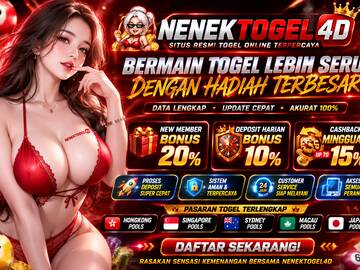 NENEKTOGEL4D
SITUS RESMI TOGEL ONLINE TERPERCAYA
BERMAIN TOGEL LEBIH SERU
DENGAN HADIAH TERBESAR
DATA LENGKAP • UPDATE CEPAT • AKURAT 100%
NEW MEMBER
BONUS
20%
DEPOSIT HARIAN
BONUS
10%
CASHBACK
MINGGUAN
UP TO 15%
PROSES
DEPOSIT
SUPER CEPAT
SISTEM
AMAN &
TERPERCAYA
24
CUSTOMER
SERVICE
SIAP MELAYANI
AKSES
PASARAN TOGEL TERLENGKAP
HONGKONG
POOLS
SINGAPORE
POOLS
SYDNEY
POOLS
MACAU
POOLS
POOLS
DAFTAR SEKARANG!
RASAKAN SENSASI KEMENANGAN BERSAMA NENEKTOGEL4D